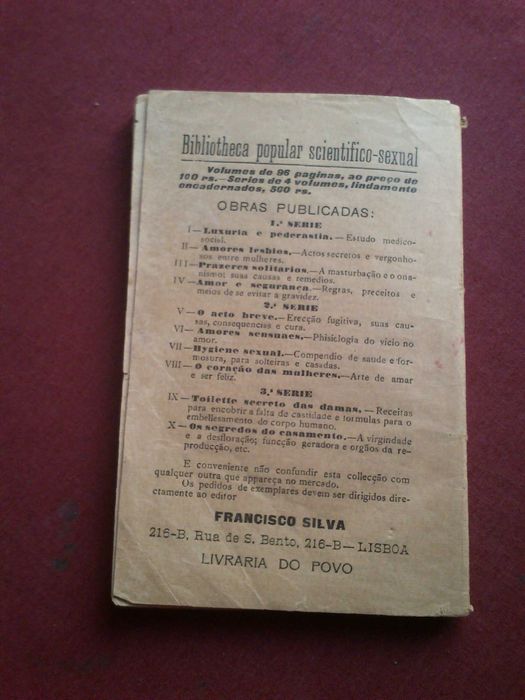 Bibliotheca popular scientifico-sexual
Volumes de 96 paginas, ao preço de
100 rs.—Series de 4 volumes, lindamente
encadernados, 500 rs.
OBRAS PUBLICADAS:
1.ª SERIE
I—Luxuria e pederastia.—Estudo medico-
social.
II—Amores lesbios.—Actos secretos e vergonho-
sos entre mulheres.
III—Prazeres solitarios.—A masturbação e o ona-
nismo: suas causas e remedios.
IV—Amor e segurança.—Regras, preceitos e
meios de se evitar a gravidez.
2.ª SERIE
V—O acto breve.—Erecção fugitiva, suas cau-
sas, consequencias e cura.
VI—Amores sensuaes.—Phisiclogia do vicio no
amor.
VII—Hygiene sexual.—Compendio de saude e for-
mosura, para solteiras e casadas.
VIII—O coração das mulheres.—Arte de amar
e ser feliz.
3.ª SERIE
IX—Toilette secreto das damas.—Receitas
para encobrir a falta de castidade e formulas para o
embellesamento do corpo humano.
X—Os segredos do casamento.—A virgindade
e a desfloração; funcção geradora e orgãos da re-
producção, etc.
E conveniente não confundir esta collecção com
qualquer outra que appareça no mercado.
Os pedidos de exemplares devem ser dirigidos dire-
ctamente ao editor
FRANCISCO SILVA
216-B, Rua de S. Bento, 216-B—LISBOA
LIVRARIA DO POVO